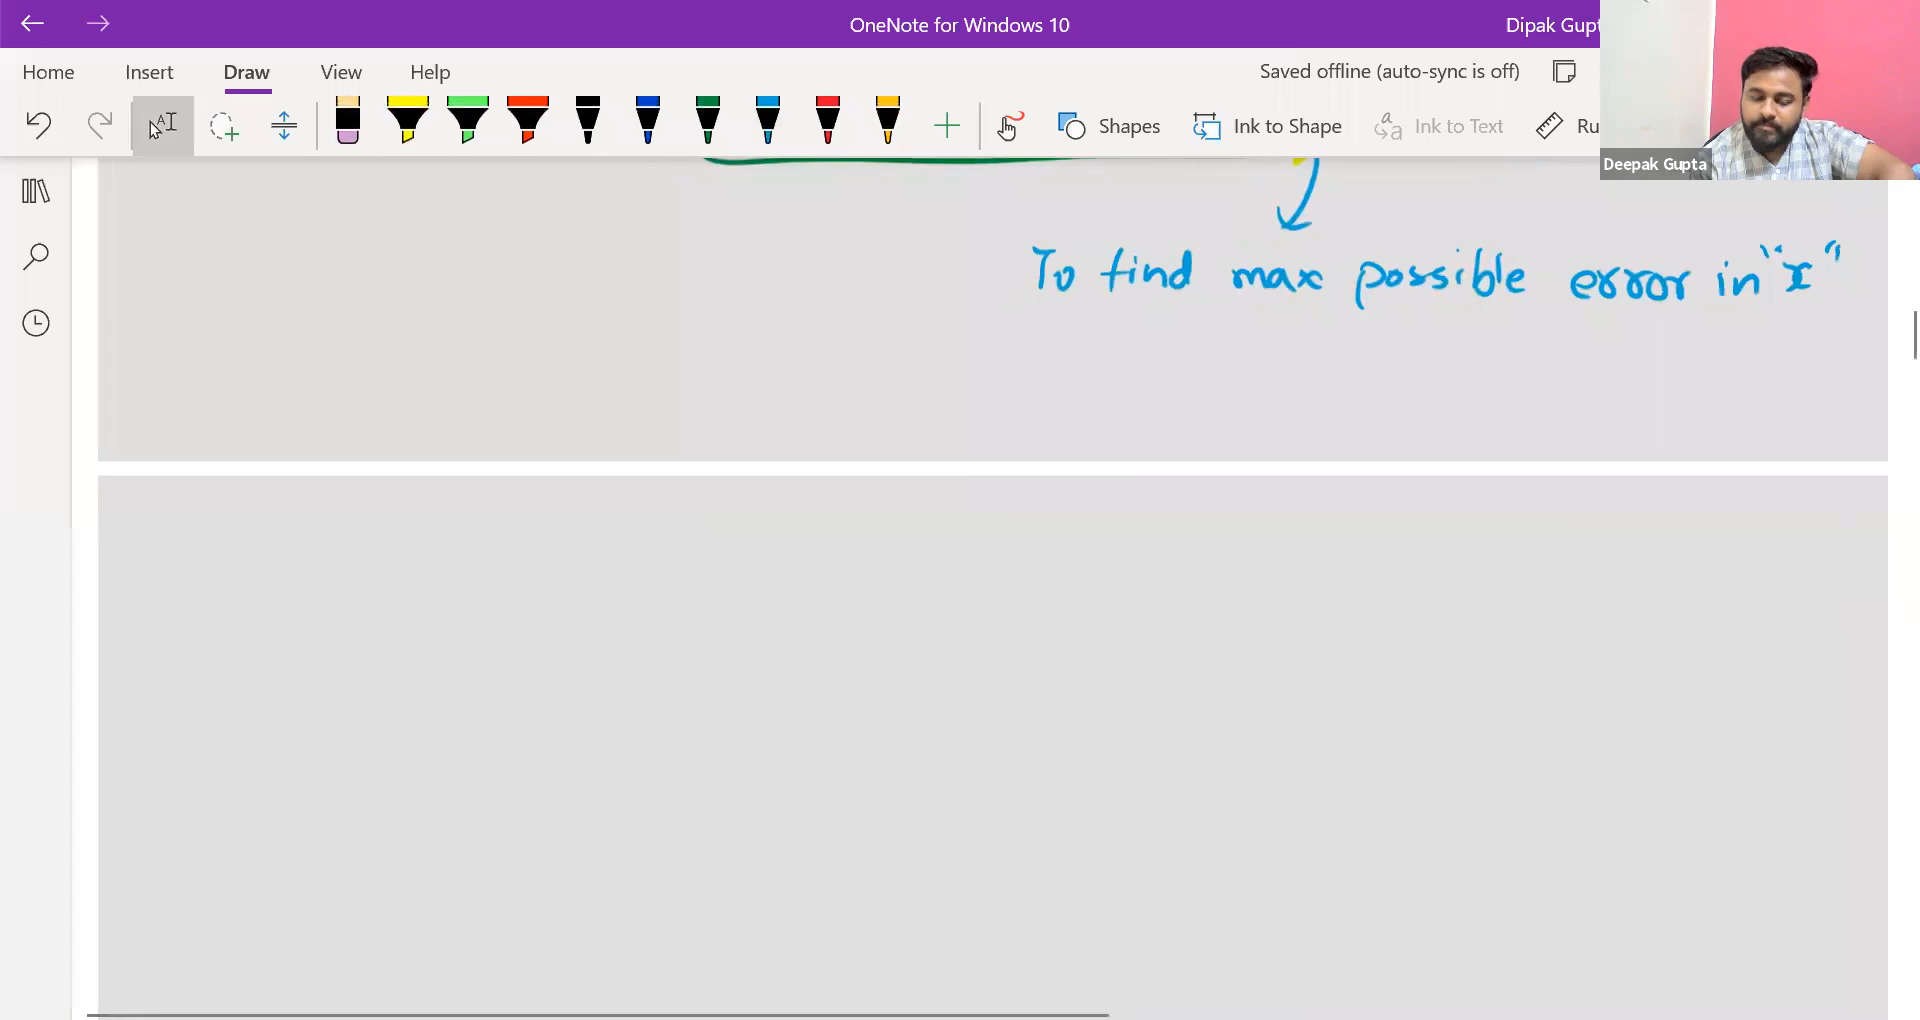 OneNote for Windows 10
Dipak Gupt
Home Insert Draw View Help
Saved offline (auto-sync is off)
Shapes Ink to Shape Ink to Text Ru
Deepak Gupta
To find max possible error in "x"